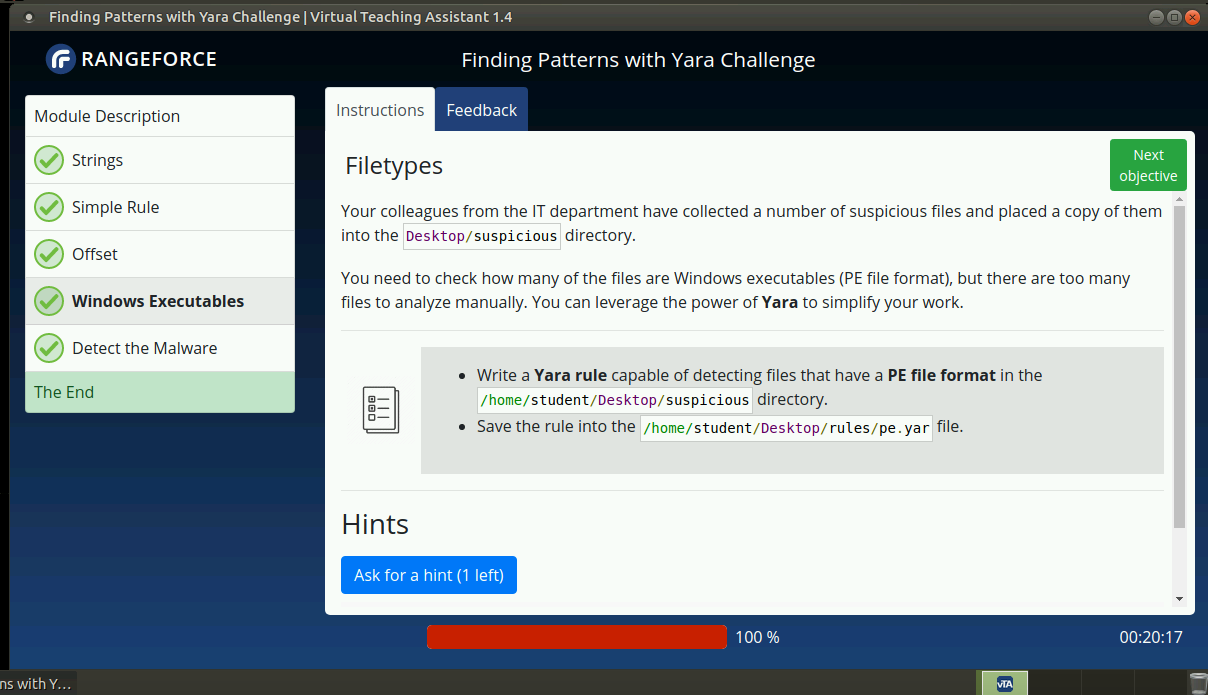 Finding Patterns with Yara Challenge | Virtual Teaching Assistant 1.4
RANGEFORCE
Finding Patterns with Yara Challenge
Module Description
Strings
Simple Rule
Offset
Windows Executables
Detect the Malware
The End
Instructions
Feedback
Filetypes
Next
objective
Your colleagues from the IT department have collected a number of suspicious files and placed a copy of them
into the Desktop/suspicious directory.
You need to check how many of the files are Windows executables (PE file format), but there are too many
files to analyze manually. You can leverage the power of Yara to simplify your work.
• Write a Yara rule capable of detecting files that have a PE file format in the
/home/student/Desktop/suspicious directory.
• Save the rule into the /home/student/Desktop/rules/pe.yar file.
Hints
Ask for a hint (1 left)
100 %
00:20:17
ns with Y...
vTA